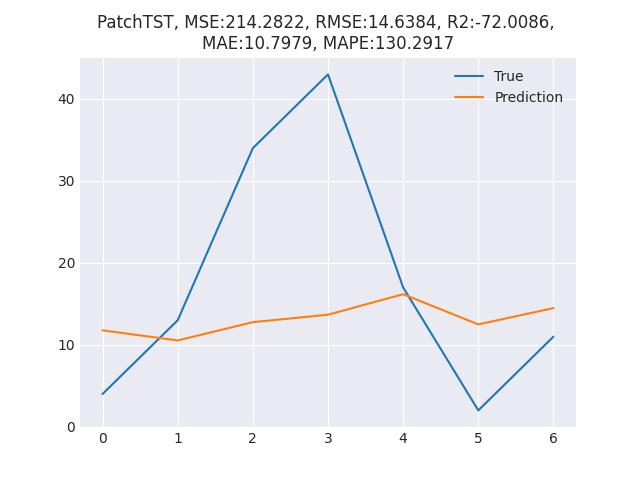 PatchTST, MSE:214.2822, RMSE:14.6384, R2:-72.0086,
MAE:10.7979, MAPE:130.2917
True
Prediction
40
30
20
10
0
0 1 2 3 4 5 6